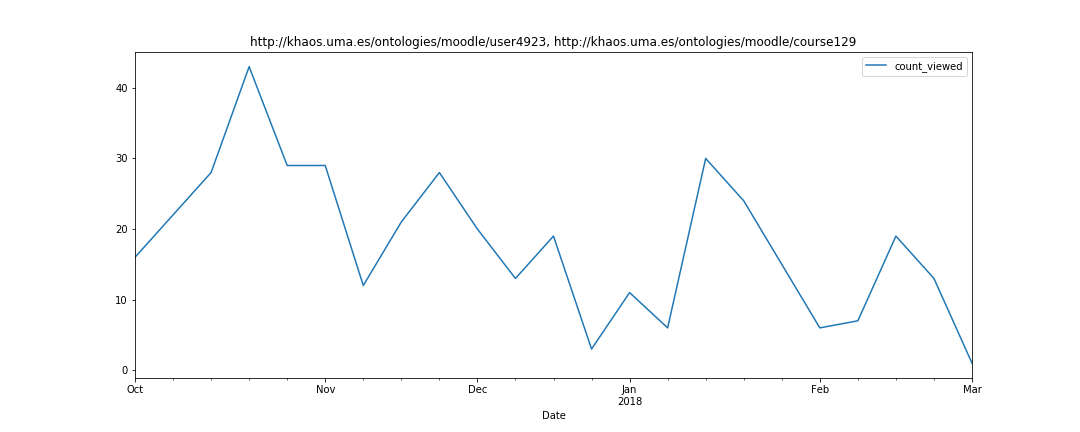 http://khaos.uma.es/ontologies/moodle/user4923, http://khaos.uma.es/ontologies/moodle/course129
count_viewed
40
30
20
10
0
Oct
Nov
Dec
Jan
2018
Feb
Mar
Date